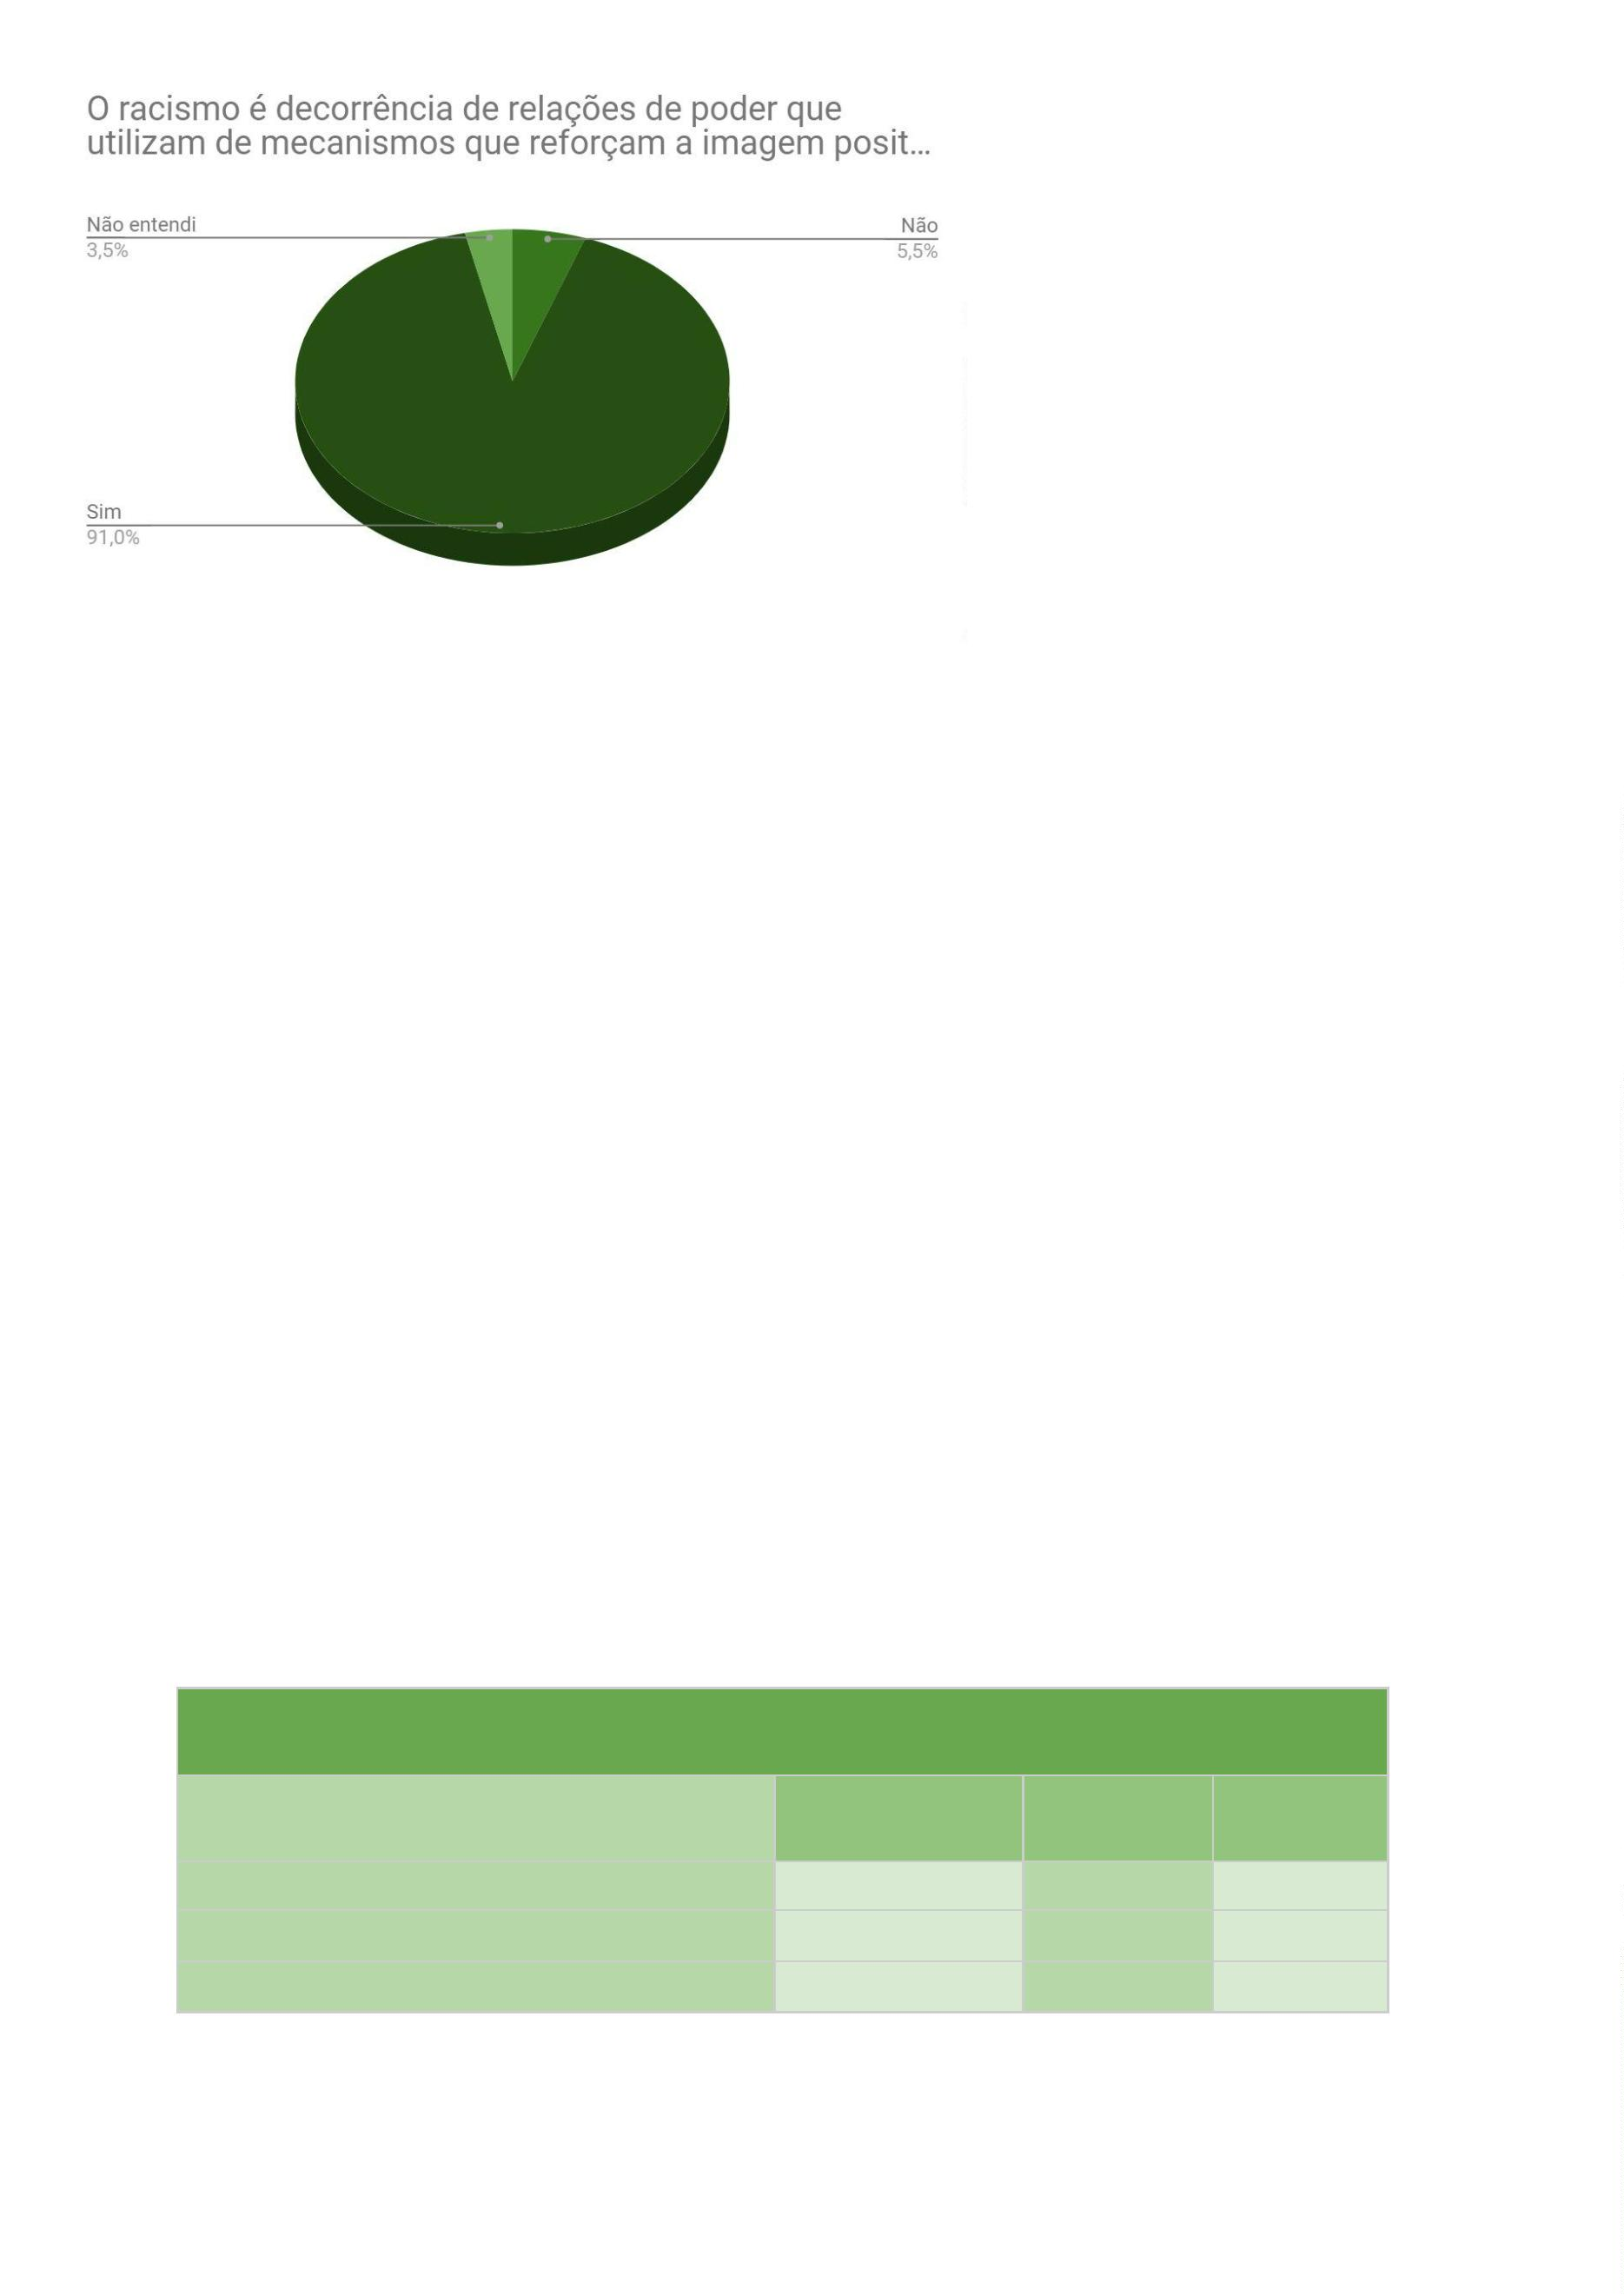 O racismo é decorrência de relações de poder que
utilizam de mecanismos que reforçam a imagem posit...
Não entendi
3,5%
Não
5,5%
Sim
91,0%